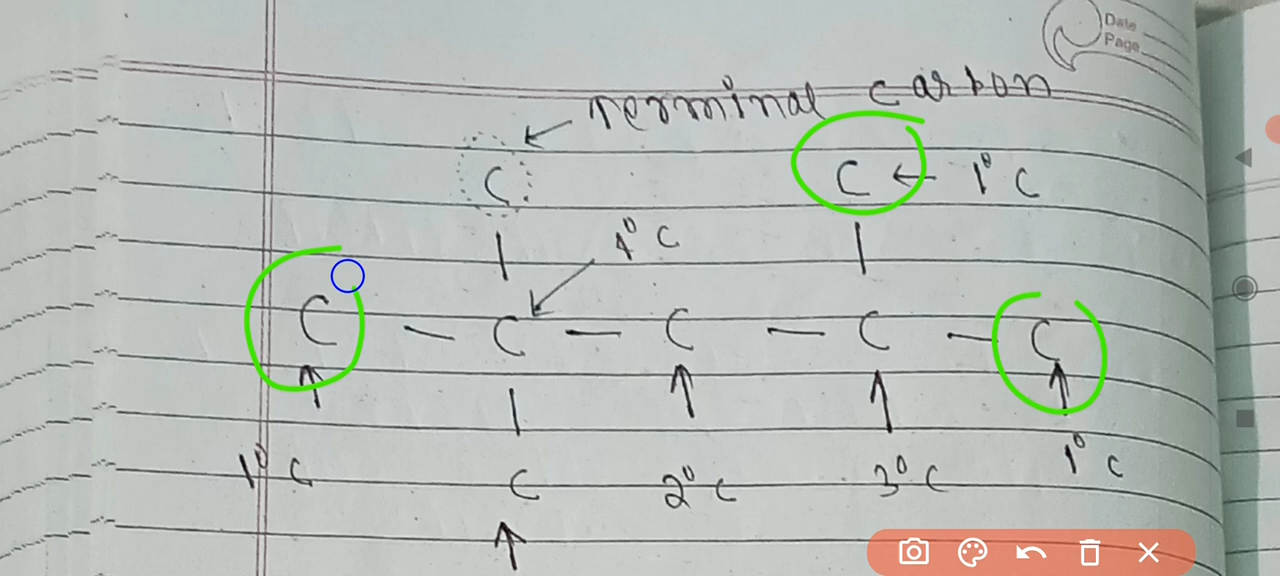 Date
Page
Terminal carbon
C C ← 1° C
| 4° C |
C — C — C — C — C
↑ | ↑ ↑ ↑
1° C C 2° C 3° C 1° C
↑